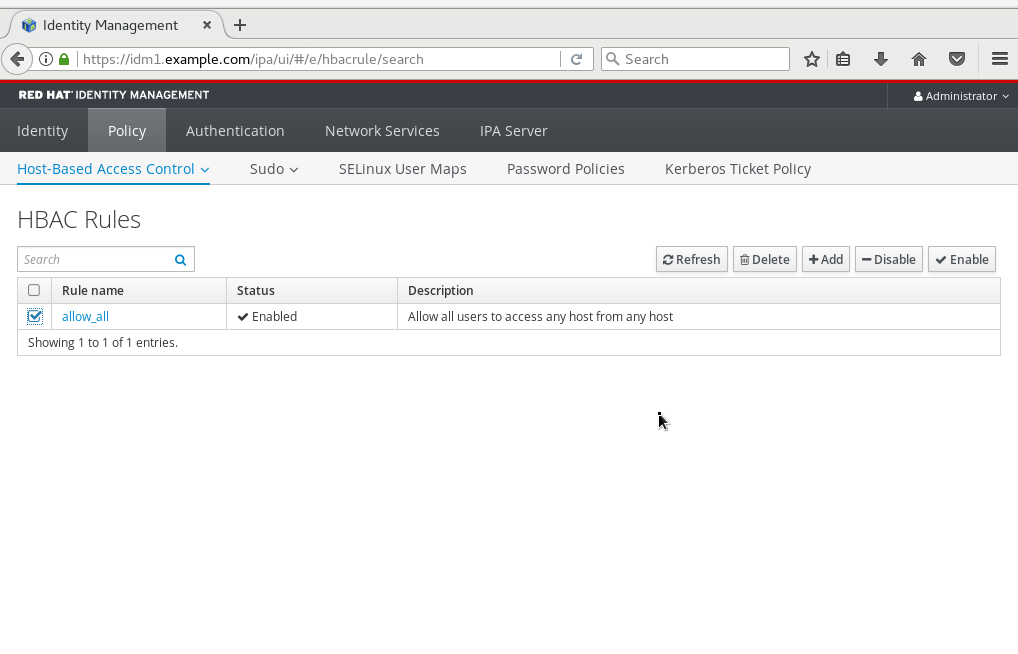 Identity Management
https://idm1.example.com/ipa/ui/#/e/hbacrule/search
Search
RED HAT® IDENTITY MANAGEMENT
Administrator
Identity Policy Authentication Network Services IPA Server
Host-Based Access Control Sudo SELinux User Maps Password Policies Kerberos Ticket Policy
HBAC Rules
Search Refresh Delete Add Disable Enable
Rule name Status Description
allow_all Enabled Allow all users to access any host from any host
Showing 1 to 1 of 1 entries.